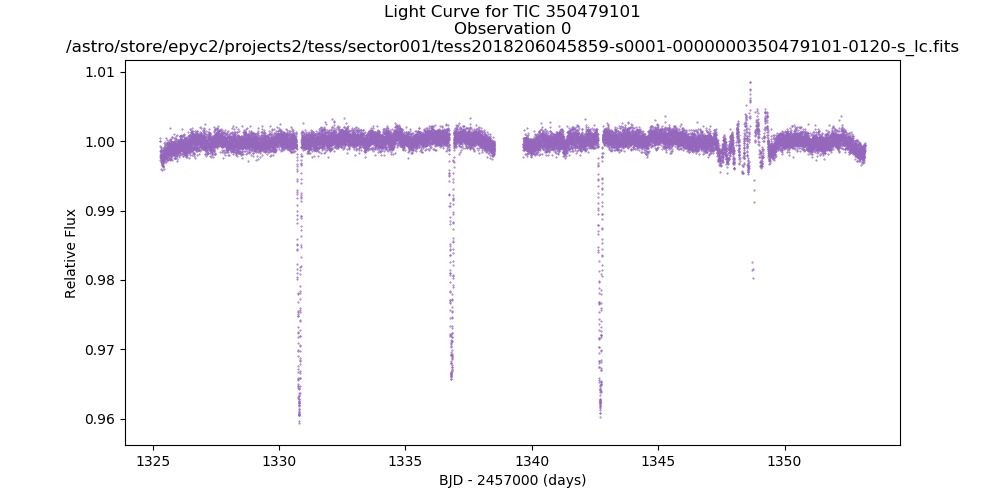 Light Curve for TIC 350479101
Observation 0
/astro/store/epyc2/projects2/tess/sector001/tess2018206045859-s0001-0000000350479101-0120-s_lc.fits
1.01
1.00
0.99
0.98
0.97
0.96
Relative Flux
1325
1330
1335
1340
1345
1350
BJD - 2457000 (days)